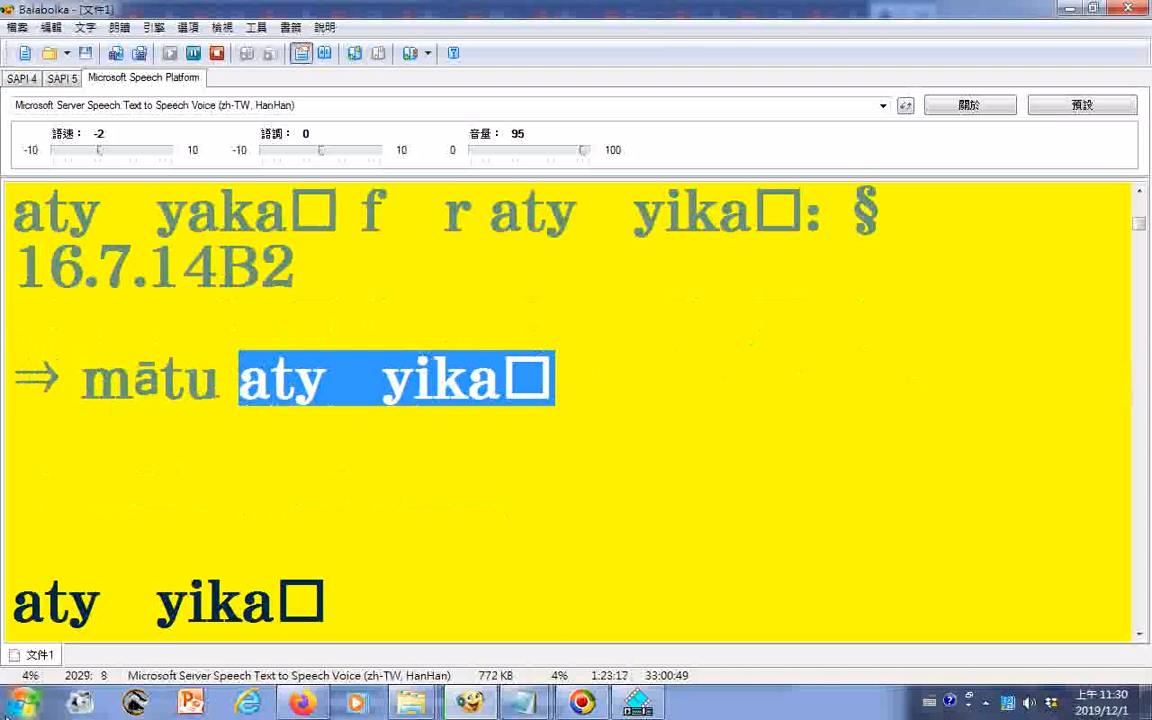 Balabolka - [文件1]
檔案 編輯 文字 朗讀 引擎 選項 檢視 工具 書籤 說明
SAPI 4 SAPI 5 Microsoft Speech Platform
Microsoft Server Speech Text to Speech Voice (zh-TW, HanHan) 關於 預設
語速： -2 語調： 0 音量： 95
-10 10 -10 10 0 100
aty yaka□ f r aty yika□: §
16.7.14B2
⇒ mātu aty yika□
aty yika□
文件1
4% 2029: 8 Microsoft Server Speech Text to Speech Voice (zh-TW, HanHan) 772 KB 4% 1:23:17 33:00:49
上午 11:30
2019/12/1